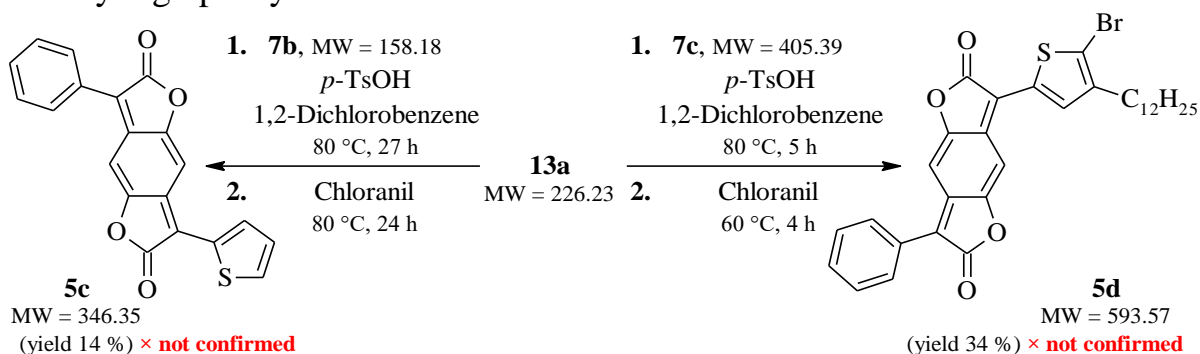 O
O
1. 7b, MW = 158.18
p-TsOH
1,2-Dichlorobenzene
80 °C, 27 h
2. Chloranil
80 °C, 24 h
O
O
S
5c
MW = 346.35
(yield 14 %) × not confirmed
13a
MW = 226.23
1. 7c, MW = 405.39
p-TsOH
1,2-Dichlorobenzene
80 °C, 5 h
2. Chloranil
60 °C, 4 h
Br
S
O
C12H25
O
O
O
5d
MW = 593.57
(yield 34 %) × not confirmed